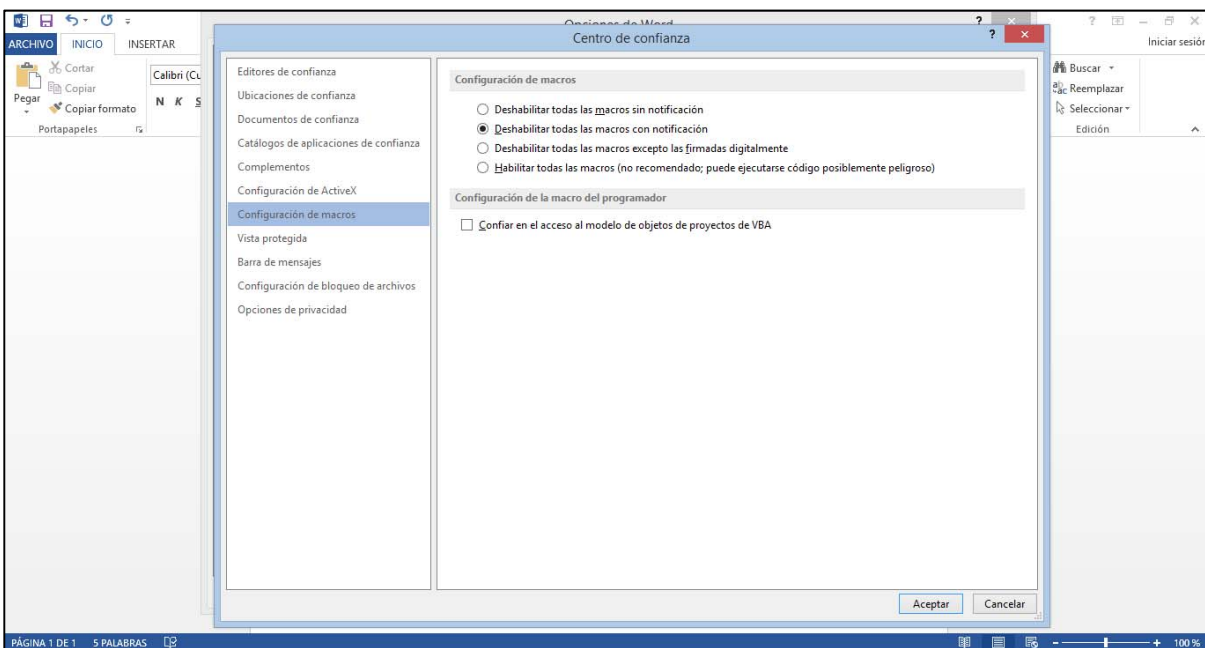 Opciones de Word
Centro de confianza
ARCHIVO INICIO INSERTAR
Iniciar sesión
Cortar
Copiar
Pegar
Copiar formato
Portapapeles
Calibri (Cu
N K S
Editores de confianza
Ubicaciones de confianza
Documentos de confianza
Catálogos de aplicaciones de confianza
Complementos
Configuración de ActiveX
Configuración de macros
Vista protegida
Barra de mensajes
Configuración de bloqueo de archivos
Opciones de privacidad
Configuración de macros
Deshabilitar todas las macros sin notificación
Deshabilitar todas las macros con notificación
Deshabilitar todas las macros excepto las firmadas digitalmente
Habilitar todas las macros (no recomendado; puede ejecutarse código posiblemente peligroso)
Configuración de la macro del programador
Confiar en el acceso al modelo de objetos de proyectos de VBA
Aceptar Cancelar
Buscar
Reemplazar
Seleccionar
Edición
PÁGINA 1 DE 1 5 PALABRAS
100 %